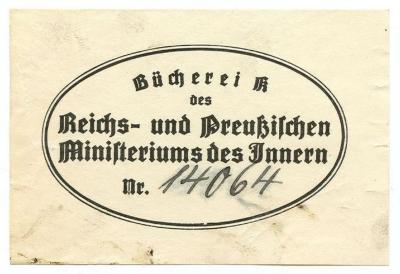 Bücherei K
des
Reichs- und Preußischen
Ministeriums des Innern
Nr. 14064